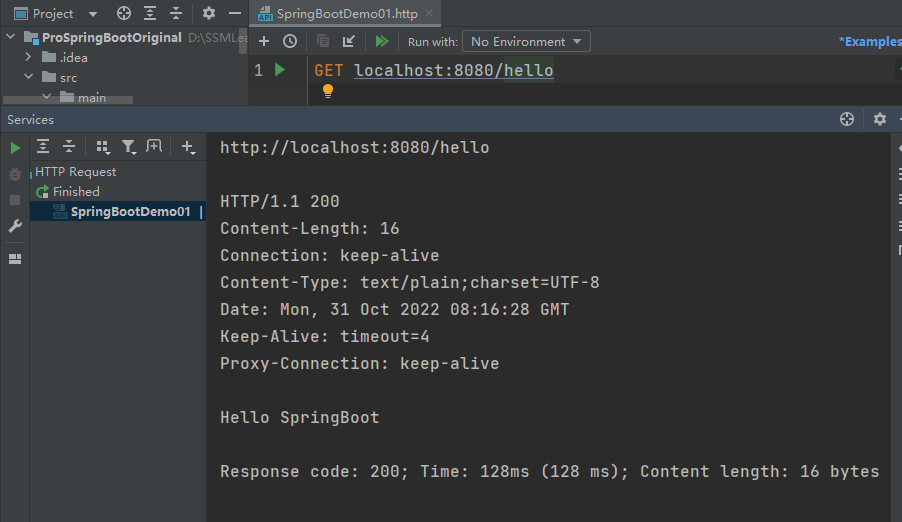 Project
SpringBootDemo01.http
ProSpringBootOriginal D:\SSMLea
.idea
src
main
Run with: No Environment
*Examples
1 GET localhost:8080/hello
Services
HTTP Request
Finished
SpringBootDemo01
http://localhost:8080/hello
HTTP/1.1 200
Content-Length: 16
Connection: keep-alive
Content-Type: text/plain;charset=UTF-8
Date: Mon, 31 Oct 2022 08:16:28 GMT
Keep-Alive: timeout=4
Proxy-Connection: keep-alive
Hello SpringBoot
Response code: 200; Time: 128ms (128 ms); Content length: 16 bytes